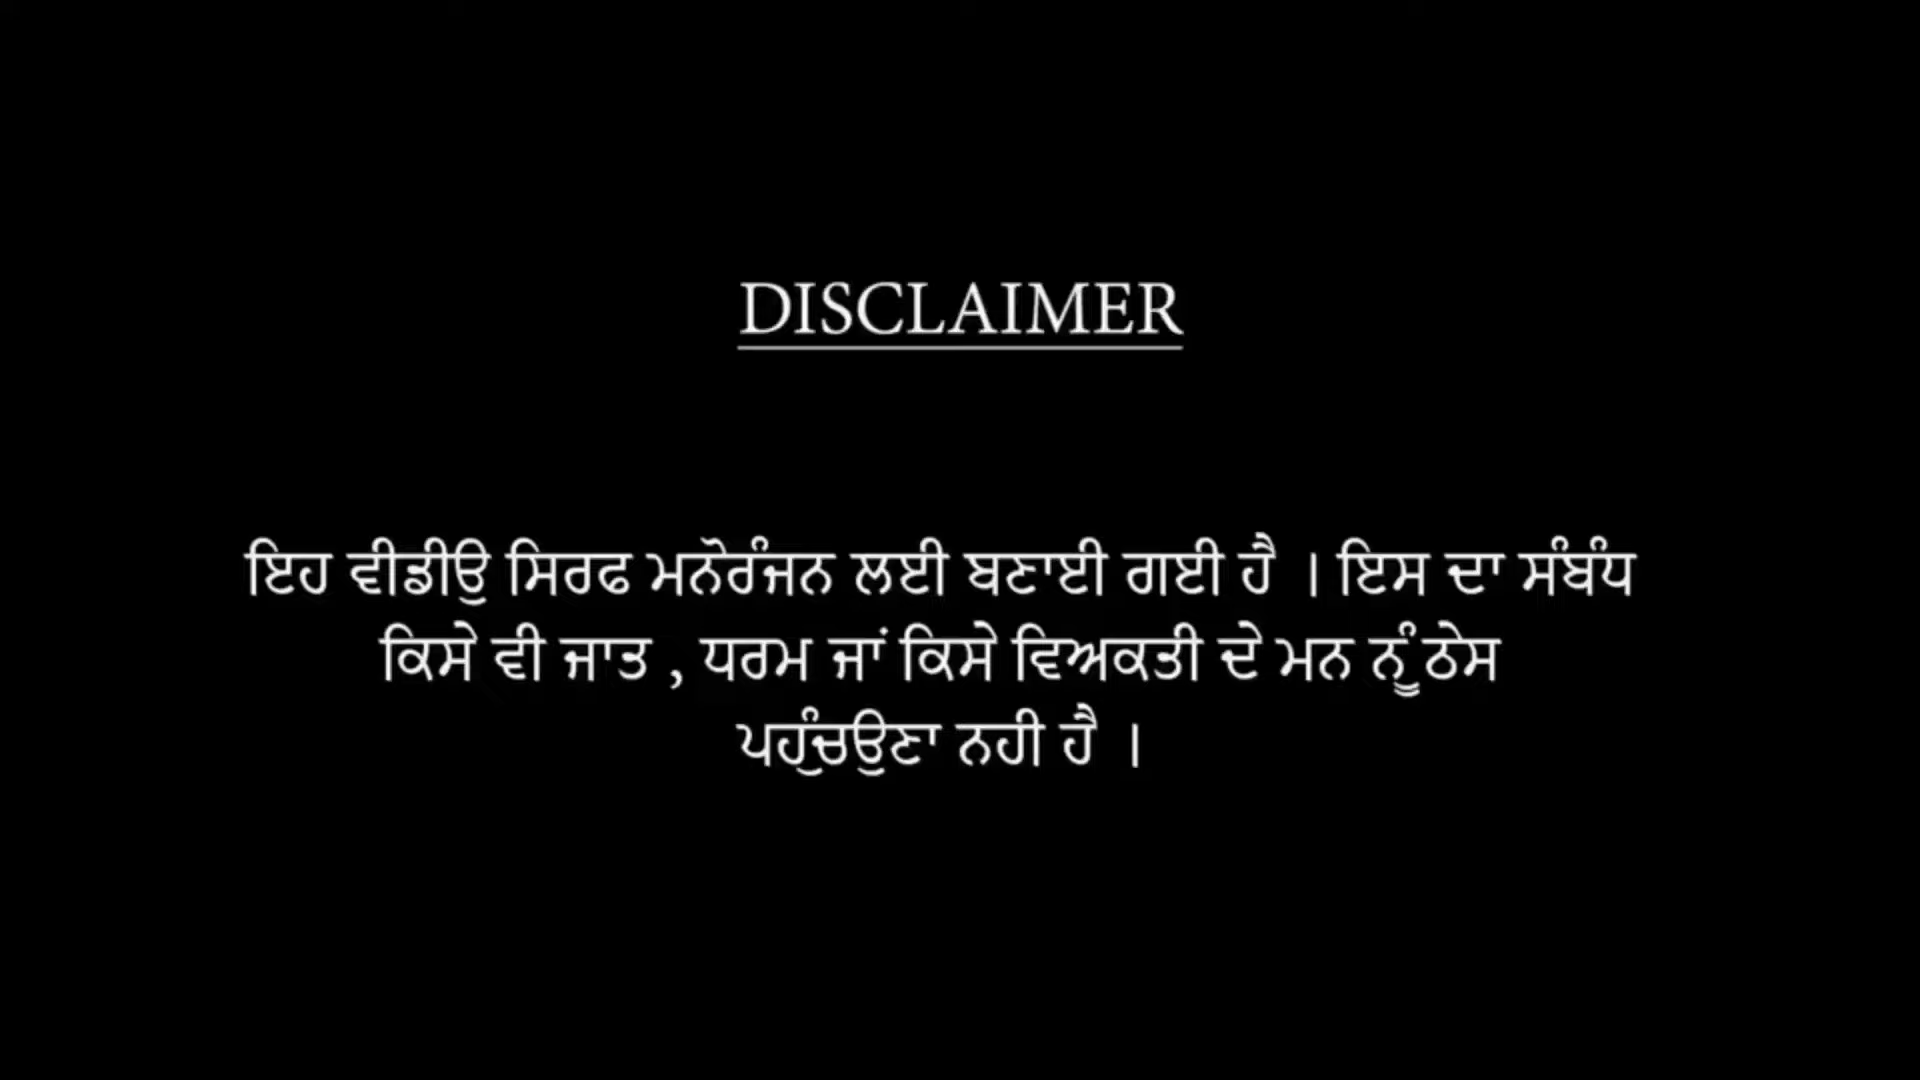 DISCLAIMER
ਇਹ ਵੀਡੀਉ ਸਿਰਫ ਮਨੋਰੰਜਨ ਲਈ ਬਣਾਈ ਗਈ ਹੈ । ਇਸ ਦਾ ਸੰਬੰਧ
ਕਿਸੇ ਵੀ ਜਾਤ , ਧਰਮ ਜਾਂ ਕਿਸੇ ਵਿਅਕਤੀ ਦੇ ਮਨ ਨੂੰ ਠੇਸ
ਪਹੁੰਚਉਣਾ ਨਹੀ ਹੈ ।